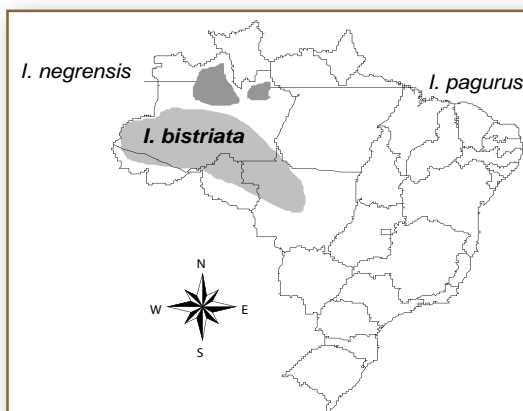 I. negrensis
I. pagurus
I. bistriata
N
W E
S